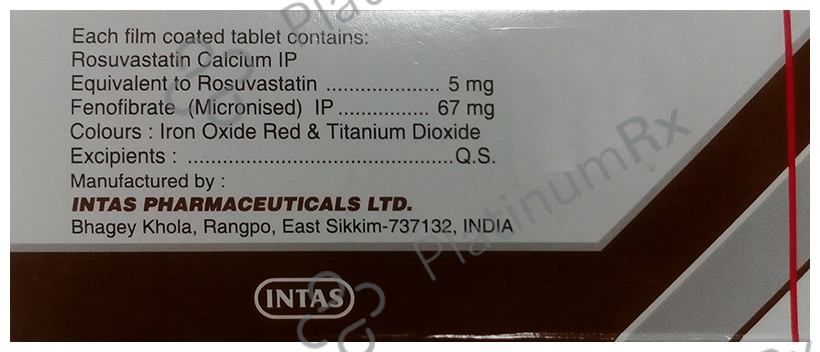 Each film coated tablet contains:
Rosuvastatin Calcium IP
Equivalent to Rosuvastatin .................... 5 mg
Fenofibrate (Micronised) IP ................ 67 mg
Colours : Iron Oxide Red & Titanium Dioxide
Excipients : ...............................................Q.S.
Manufactured by :
INTAS PHARMACEUTICALS LTD.
Bhagey Khola, Rangpo, East Sikkim-737132, INDIA
INTAS
PlatinumRx